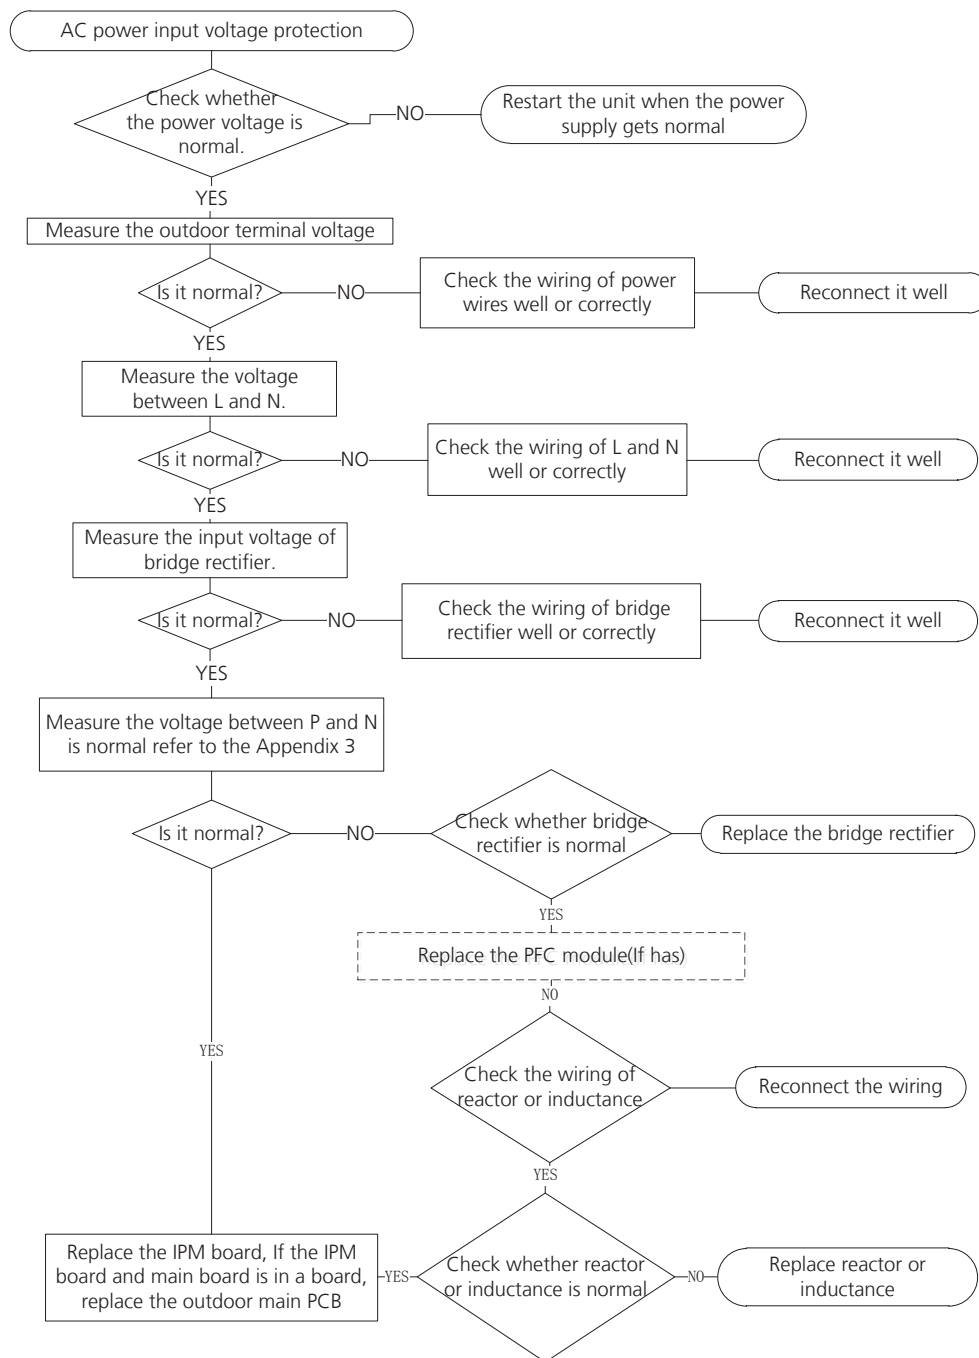 AC power input voltage protection
Check whether
the power voltage is
normal.
NO
Restart the unit when the power
supply gets normal
YES
Measure the outdoor terminal voltage
Is it normal?
NO
Check the wiring of power
wires well or correctly
Reconnect it well
YES
Measure the voltage
between L and N.
Is it normal?
NO
Check the wiring of L and N
well or correctly
Reconnect it well
YES
Measure the input voltage of
bridge rectifier.
Is it normal?
NO
Check the wiring of bridge
rectifier well or correctly
Reconnect it well
YES
Measure the voltage between P and N
is normal refer to the Appendix 3
Is it normal?
NO
Check whether bridge
rectifier is normal
Replace the bridge rectifier
YES
Replace the PFC module(If has)
NO
YES
Check the wiring of
reactor or inductance
Reconnect the wiring
YES
Replace the IPM board, If the IPM
board and main board is in a board,
replace the outdoor main PCB
YES
Check whether reactor
or inductance is normal
NO
Replace reactor or
inductance